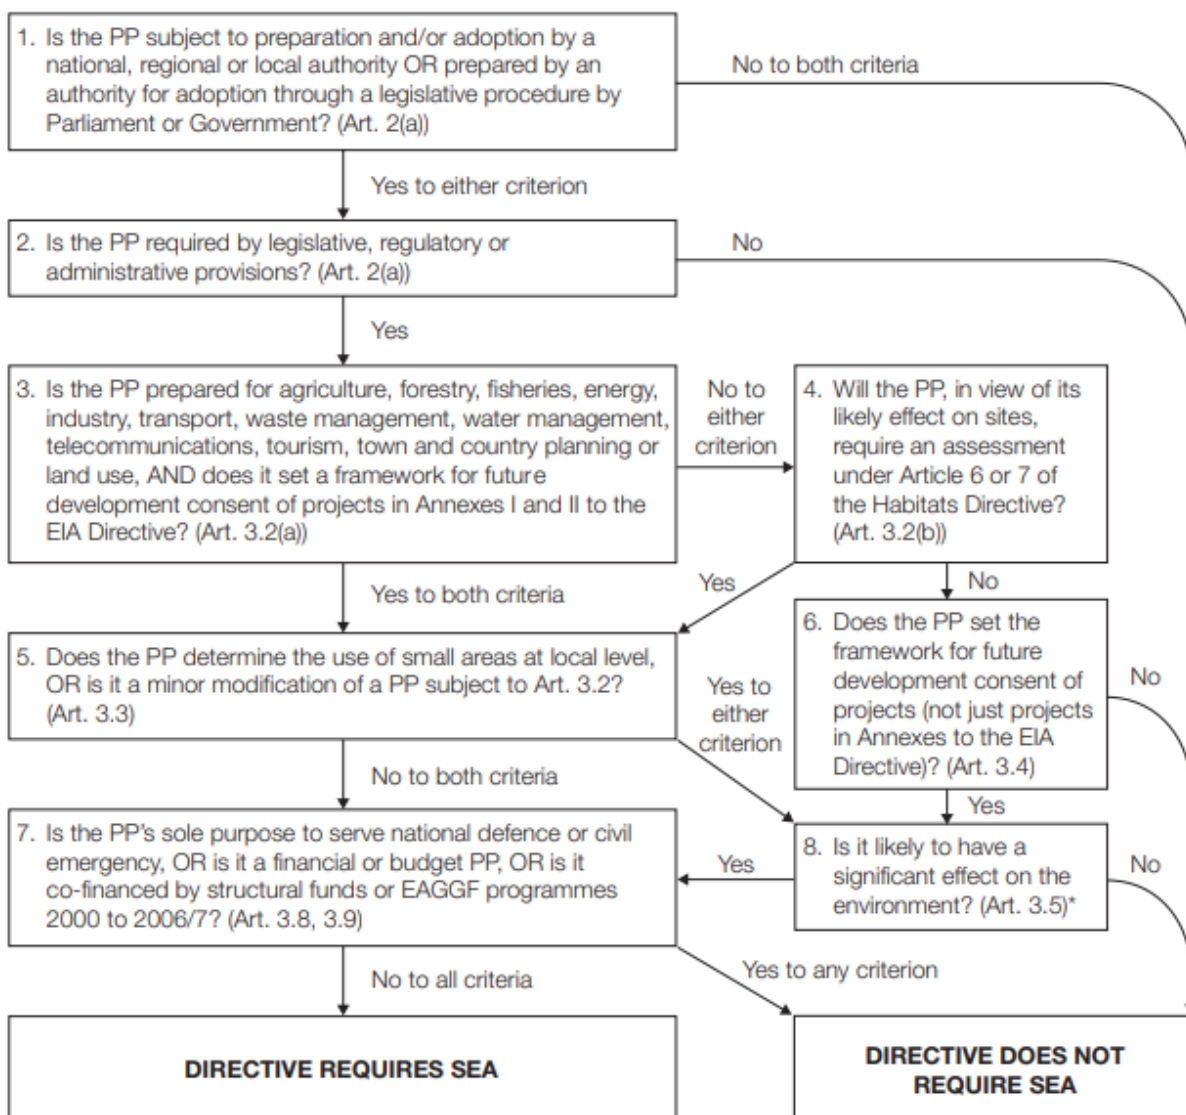 1. Is the PP subject to preparation and/or adoption by a
national, regional or local authority OR prepared by an
authority for adoption through a legislative procedure by
Parliament or Government? (Art. 2(a))
No to both criteria
Yes to either criterion
2. Is the PP required by legislative, regulatory or
administrative provisions? (Art. 2(a))
No
Yes
3. Is the PP prepared for agriculture, forestry, fisheries, energy,
industry, transport, waste management, water management,
telecommunications, tourism, town and country planning or
land use, AND does it set a framework for future
development consent of projects in Annexes I and II to the
EIA Directive? (Art. 3.2(a))
No to
either
criterion
4. Will the PP, in view of its
likely effect on sites,
require an assessment
under Article 6 or 7 of
the Habitats Directive?
(Art. 3.2(b))
Yes to both criteria
Yes
No
5. Does the PP determine the use of small areas at local level,
OR is it a minor modification of a PP subject to Art. 3.2?
(Art. 3.3)
Yes to
either
criterion
6. Does the PP set the
framework for future
development consent of
projects (not just projects
in Annexes to the EIA
Directive)? (Art. 3.4)
No
No to both criteria
Yes
7. Is the PP's sole purpose to serve national defence or civil
emergency, OR is it a financial or budget PP, OR is it
co-financed by structural funds or EAGGF programmes
2000 to 2006/7? (Art. 3.8, 3.9)
Yes
8. Is it likely to have a
significant effect on the
environment? (Art. 3.5)*
No
No to all criteria
Yes to any criterion
DIRECTIVE REQUIRES SEA
DIRECTIVE DOES NOT
REQUIRE SEA